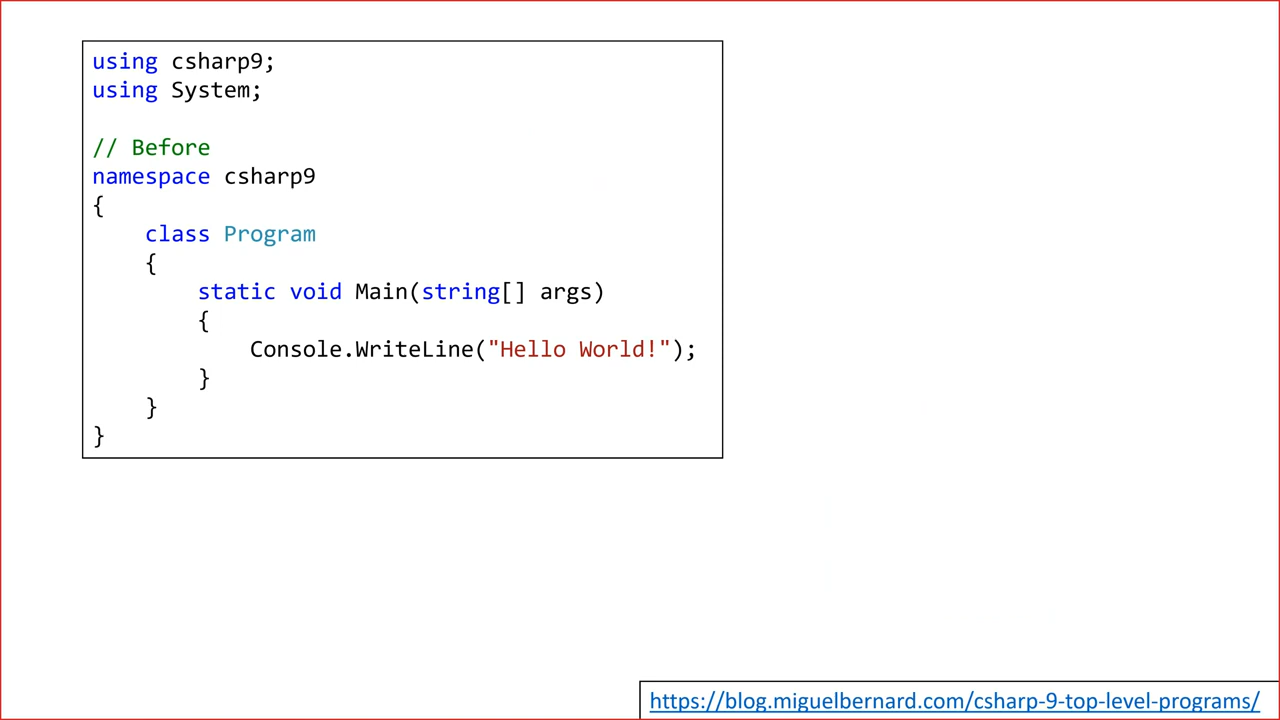 using csharp9;
using System;

// Before
namespace csharp9
{
    class Program
    {
        static void Main(string[] args)
        {
            Console.WriteLine("Hello World!");
        }
    }
}
https://blog.miguelbernard.com/csharp-9-top-level-programs/